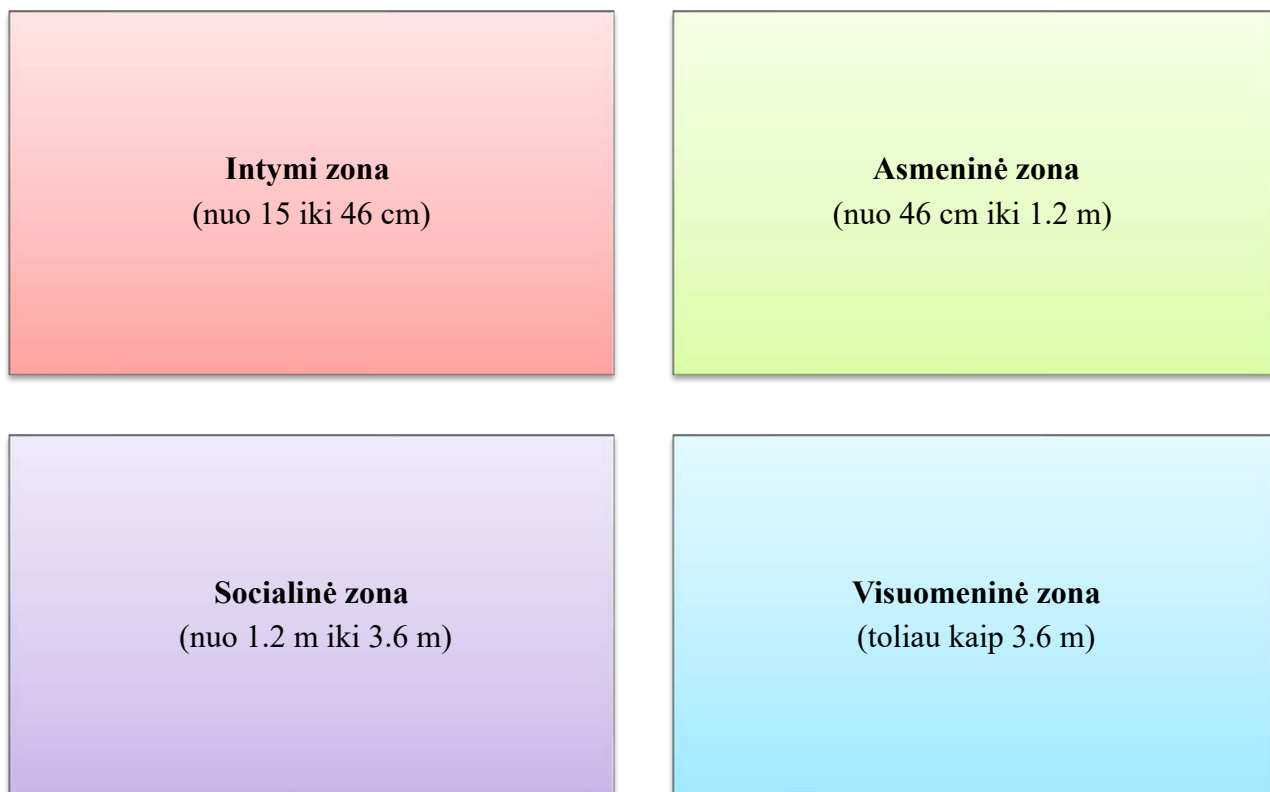 Intymi zona
(nuo 15 iki 46 cm)
Asmeninė zona
(nuo 46 cm iki 1.2 m)
Socialinė zona
(nuo 1.2 m iki 3.6 m)
Visuomeninė zona
(toliau kaip 3.6 m)